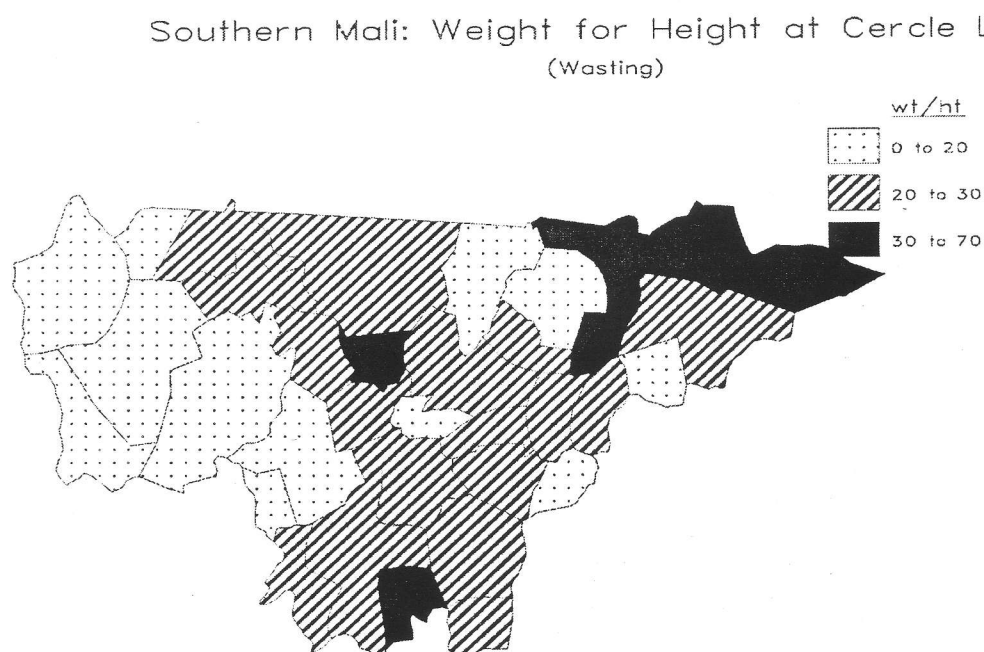 Southern Mali: Weight for Height at Cercle L
(Wasting)
wt/ht
0 to 20
20 to 30
30 to 70